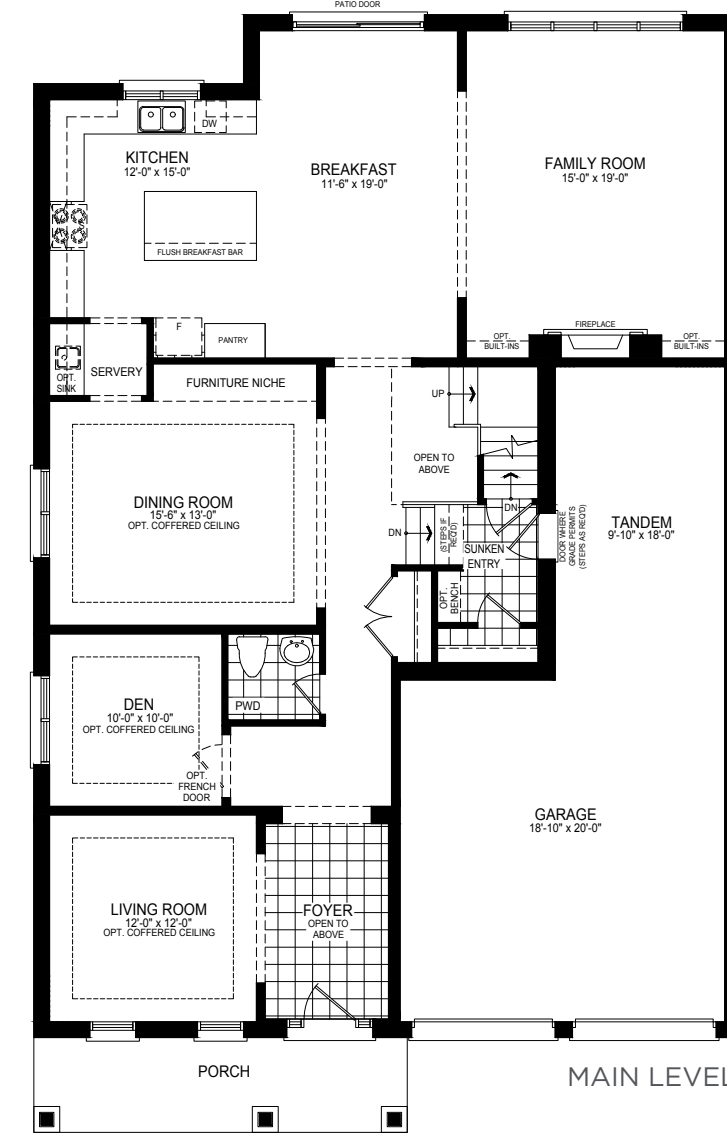 PATIO DOOR
DW
KITCHEN
12'-0" x 15'-0"
BREAKFAST
11'-6" x 19'-0"
FAMILY ROOM
15'-0" x 19'-0"
FLUSH BREAKFAST BAR
F
PANTRY
FIREPLACE
OPT.
BUILT-INS
OPT.
BUILT-INS
OPT.
SINK
SERVERY
FURNITURE NICHE
UP
OPEN TO
ABOVE
DINING ROOM
15'-6" x 13'-0"
OPT. COFFERED CEILING
DN
DN
(STEPS IF
REQ'D)
SUNKEN
ENTRY
DOOR WHERE
GRADE PERMITS
(STEPS AS REQ'D)
TANDEM
9'-10" x 18'-0"
OPT.
BENCH
PWD
DEN
10'-0" x 10'-0"
OPT. COFFERED CEILING
OPT.
FRENCH
DOOR
GARAGE
18'-10" x 20'-0"
LIVING ROOM
12'-0" x 12'-0"
OPT. COFFERED CEILING
FOYER
OPEN TO
ABOVE
PORCH
MAIN LEVEL